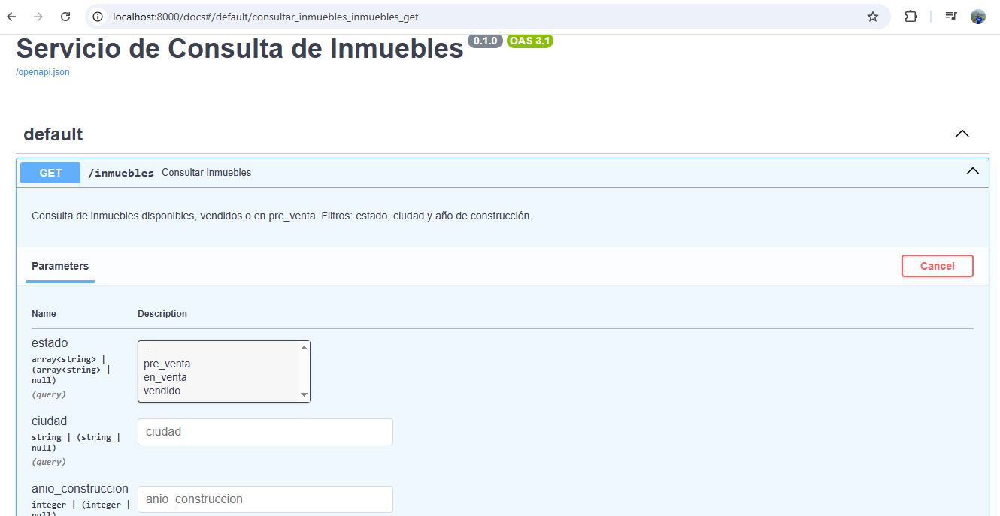 localhost:8000/docs#/default/consultar_inmuebles_inmuebles_get
Servicio de Consulta de Inmuebles 0.1.0 OAS 3.1
/openapi.json
default
GET /inmuebles Consultar Inmuebles
Consulta de inmuebles disponibles, vendidos o en pre_venta. Filtros: estado, ciudad y año de construcción.
Parameters Cancel
Name Description
estado
array<string> |
(array<string> |
null)
(query)
--
pre_venta
en_venta
vendido
ciudad
string | (string |
null)
(query)
ciudad
anio_construccion
integer | (integer |
null)
anio_construccion